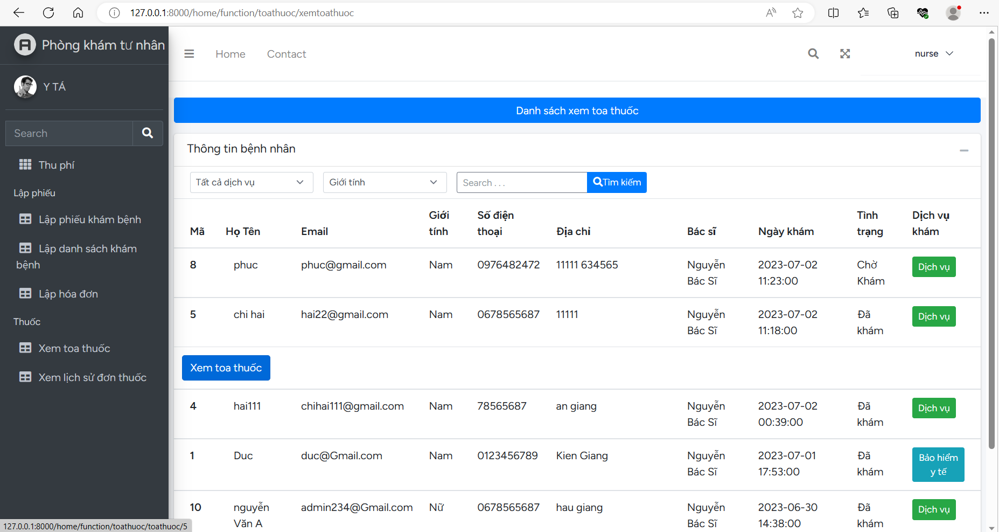 127.0.0.1:8000/home/function/toathuoc/xemtoathuoc
Phòng khám tư nhân
Home
Contact
nurse
Y TÁ
Danh sách xem toa thuốc
Search
Thu phí
Lập phiếu
Lập phiếu khám bệnh
Lập danh sách khám
bệnh
Lập hóa đơn
Thuốc
Xem toa thuốc
Xem lịch sử đơn thuốc
Thông tin bệnh nhân
Tất cả dịch vụ
Giới tính
Search . . .
Tìm kiếm
Mã
Họ Tên
Email
Giới
tính
Số điện
thoại
Địa chỉ
Bác sĩ
Ngày khám
Tình
trạng
Dịch vụ
khám
8 phuc phuc@gmail.com Nam 0976482472 11111 634565 Nguyễn 2023-07-02 Chờ Dịch vụ
Bác Sĩ 11:23:00 Khám
5 chi hai hai22@gmail.com Nam 0678565687 11111 Nguyễn 2023-07-02 Đã Dịch vụ
Bác Sĩ 11:18:00 khám
Xem toa thuốc
4 hai111 chihai111@gmail.com Nam 78565687 an giang Nguyễn 2023-07-02 Đã Dịch vụ
Bác Sĩ 00:39:00 khám
1 Duc duc@Gmail.com Nam 0123456789 Kien Giang Nguyễn 2023-07-01 Đã Bảo hiểm
Bác Sĩ 17:53:00 khám y tế
10 nguyễn admin234@Gmail.com Nữ 0678565687 hau giang Nguyễn 2023-06-30 Đã Dịch vụ
Văn A Bác Sĩ 14:38:00 khám
127.0.0.1:8000/home/function/toathuoc/toathuoc/5